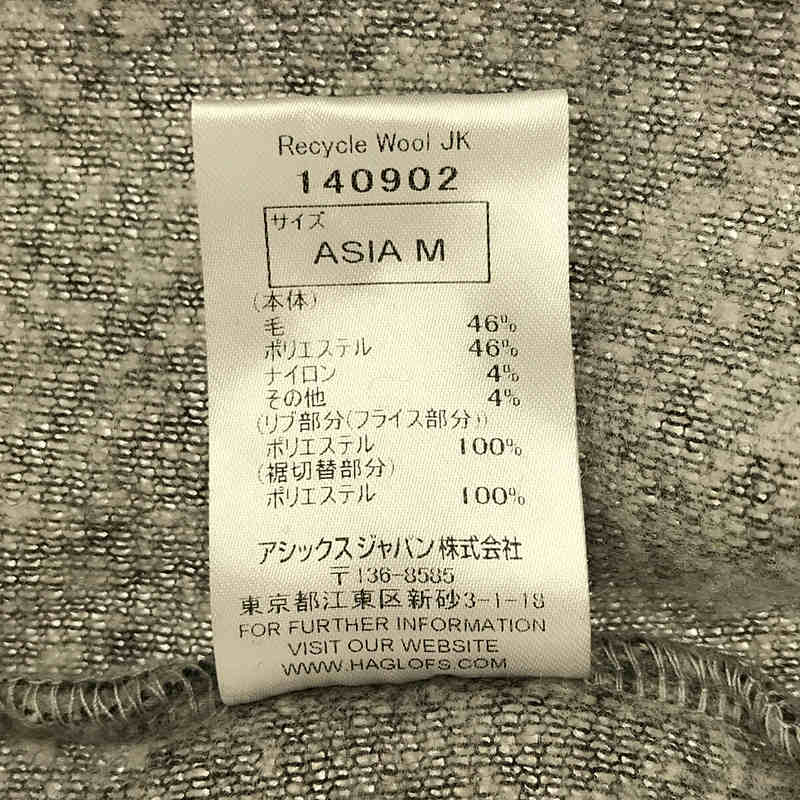 Recycle Wool JK
140902
サイズ
ASIA M
(本体)
毛 46%
ポリエステル 46%
ナイロン 4%
その他 4%
(リブ部分(フライス部分))
ポリエステル 100%
(裾切替部分)
ポリエステル 100%
アシックスジャパン株式会社
〒136-8585
東京都江東区新砂3-1-18
FOR FURTHER INFORMATION
VISIT OUR WEBSITE
WWW.HAGLOFS.COM